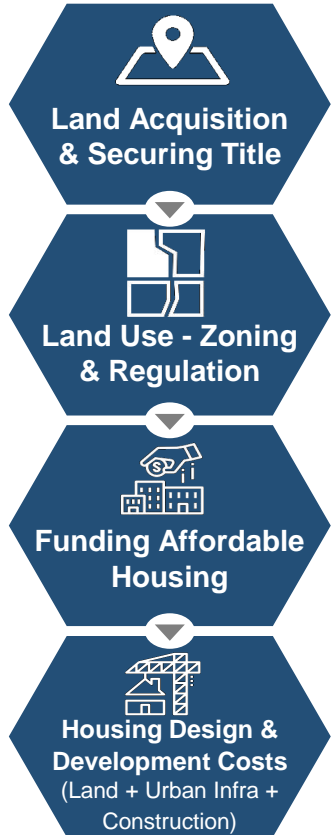 Land Acquisition
& Securing Title
Land Use - Zoning
& Regulation
$
Funding Affordable
Housing
Housing Design &
Development Costs
(Land + Urban Infra +
Construction)